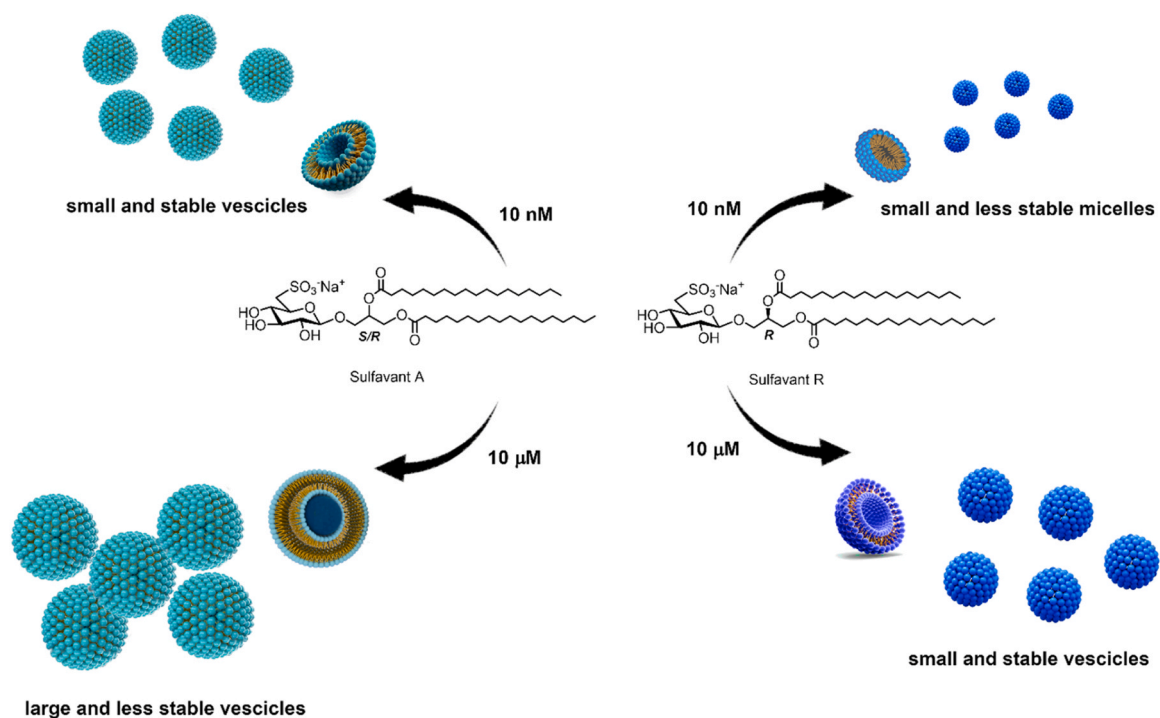 small and stable vescicles
10 nM
10 nM
small and less stable micelles
SO₃⁻Na⁺
O
O
HO
HO
OH
O
O
O
S/R
Sulfavant A
SO₃⁻Na⁺
O
O
HO
HO
OH
O
O
O
R
Sulfavant R
10 μM
10 μM
small and stable vescicles
large and less stable vescicles